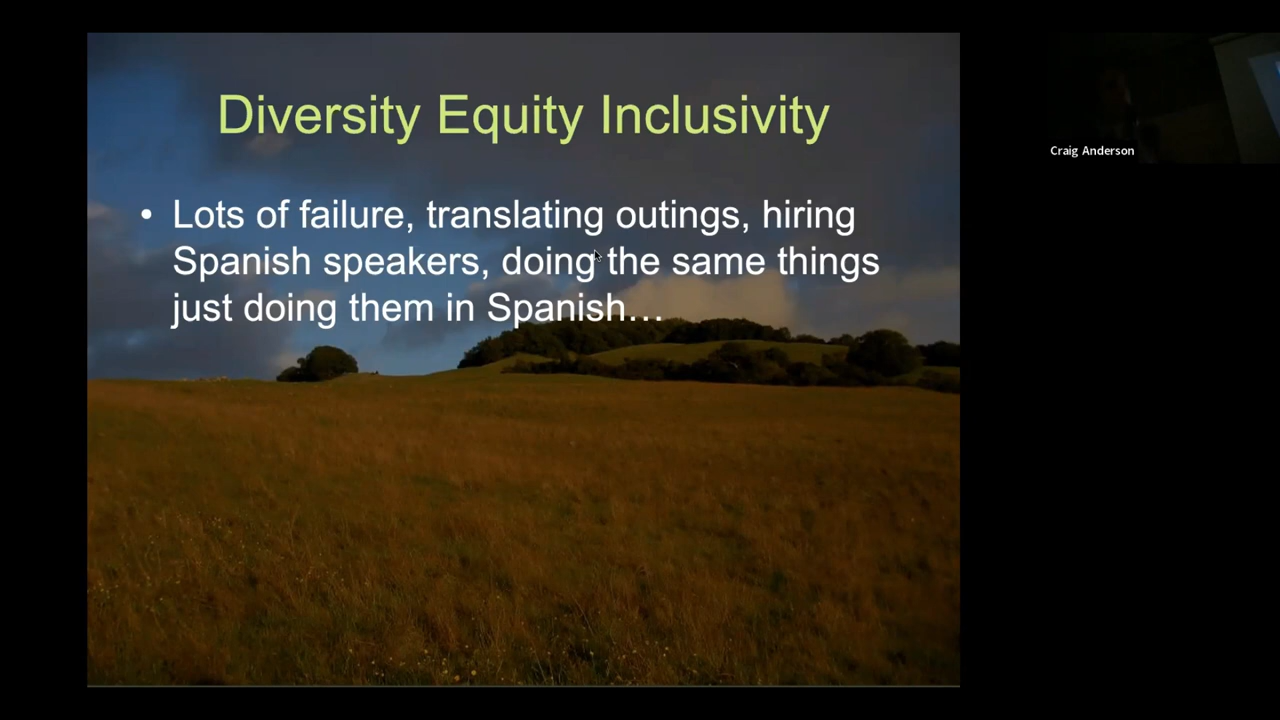 Diversity Equity Inclusivity
• Lots of failure, translating outings, hiring
Spanish speakers, doing the same things
just doing them in Spanish…
Craig Anderson